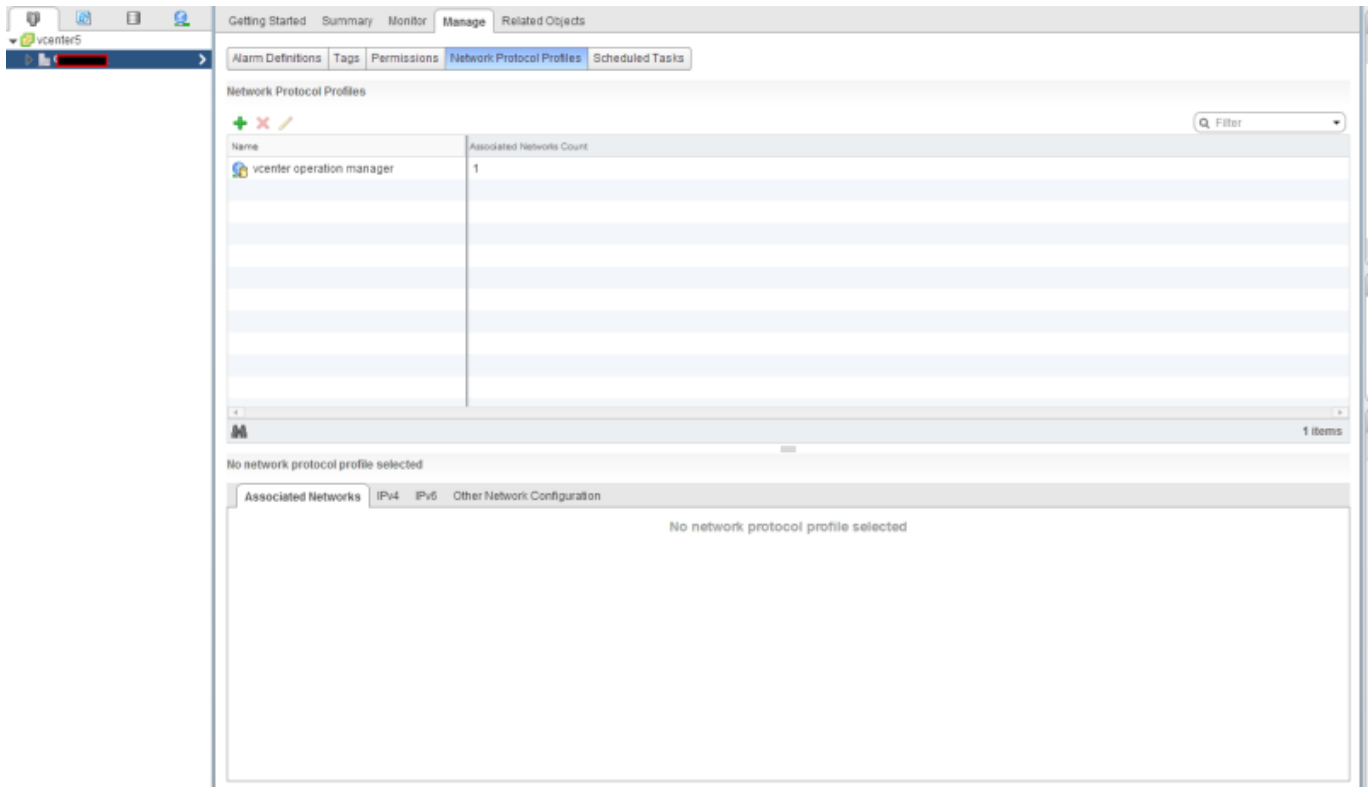 Getting Started Summary Monitor Manage Related Objects
vcenter5
Alarm Definitions Tags Permissions Network Protocol Profiles Scheduled Tasks
Network Protocol Profiles
Filter
Name Associated Networks Count
vcenter operation manager 1
1 items
No network protocol profile selected
Associated Networks IPv4 IPv6 Other Network Configuration
No network protocol profile selected